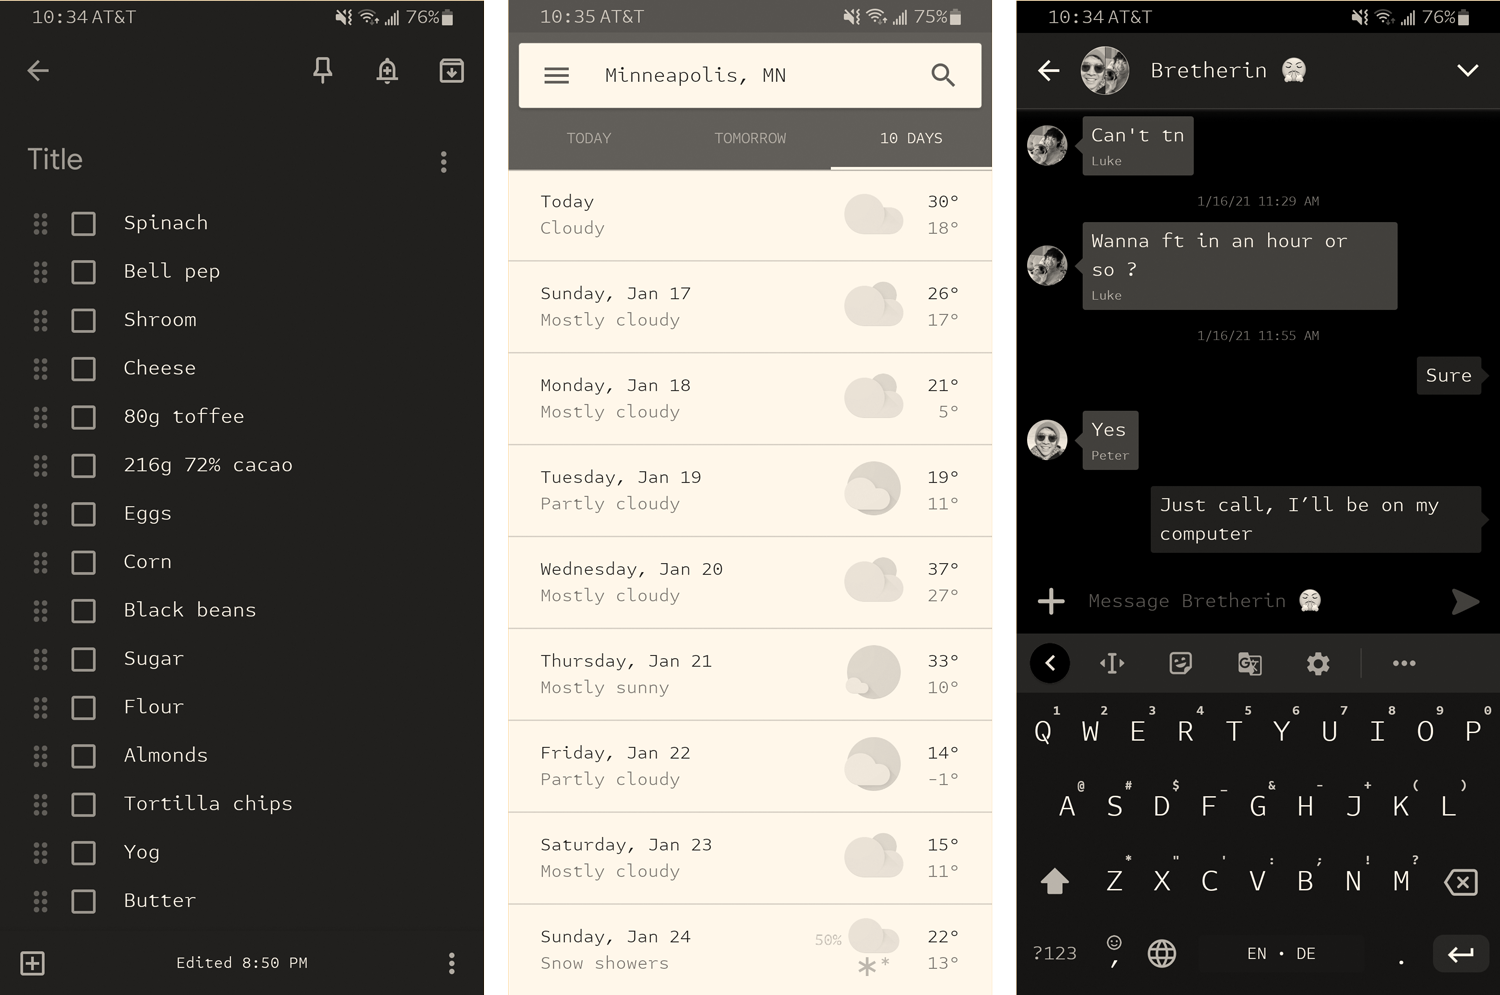 10:34 AT&T
76%
Title
Spinach
Bell pep
Shroom
Cheese
80g toffee
216g 72% cacao
Eggs
Corn
Black beans
Sugar
Flour
Almonds
Tortilla chips
Yog
Butter
Edited 8:50 PM
10:35 AT&T
75%
Minneapolis, MN
TODAY TOMORROW 10 DAYS
Today 30°
Cloudy 18°
Sunday, Jan 17 26°
Mostly cloudy 17°
Monday, Jan 18 21°
Mostly cloudy 5°
Tuesday, Jan 19 19°
Partly cloudy 11°
Wednesday, Jan 20 37°
Mostly cloudy 27°
Thursday, Jan 21 33°
Mostly sunny 10°
Friday, Jan 22 14°
Partly cloudy -1°
Saturday, Jan 23 15°
Mostly cloudy 11°
Sunday, Jan 24 50% 22°
Snow showers 13°
10:34 AT&T
76%
Bretherin 😤
Can't tn
Luke
1/16/21 11:29 AM
Wanna ft in an hour or
so ?
Luke
1/16/21 11:55 AM
Sure
Yes
Peter
Just call, I’ll be on my
computer
Message Bretherin 😤
1 2 3 4 5 6 7 8 9 0
Q W E R T Y U I O P
@ # $ _ & - + ( )
A S D F G H J K L
* " ' : ; ! ?
Z X C V B N M
?123 , EN • DE .